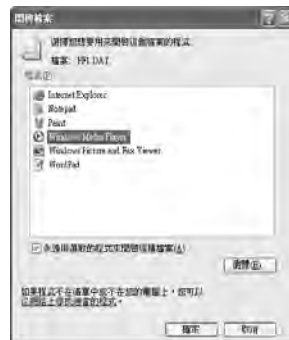 開啟檔案
選擇您想要用來開啟這個檔案的程式
檔案: PPI.DAT
程式(P)
Internet Explorer
Notepad
Paint
Windows Media Player
Windows Picture and Fax Viewer
WordPad
永遠用選取的程式來開啟這種檔案(A)
瀏覽(B)...
如果程式不在清單中或不在您的電腦上，您可以
在網路上尋找適當的程式。
確定
取消